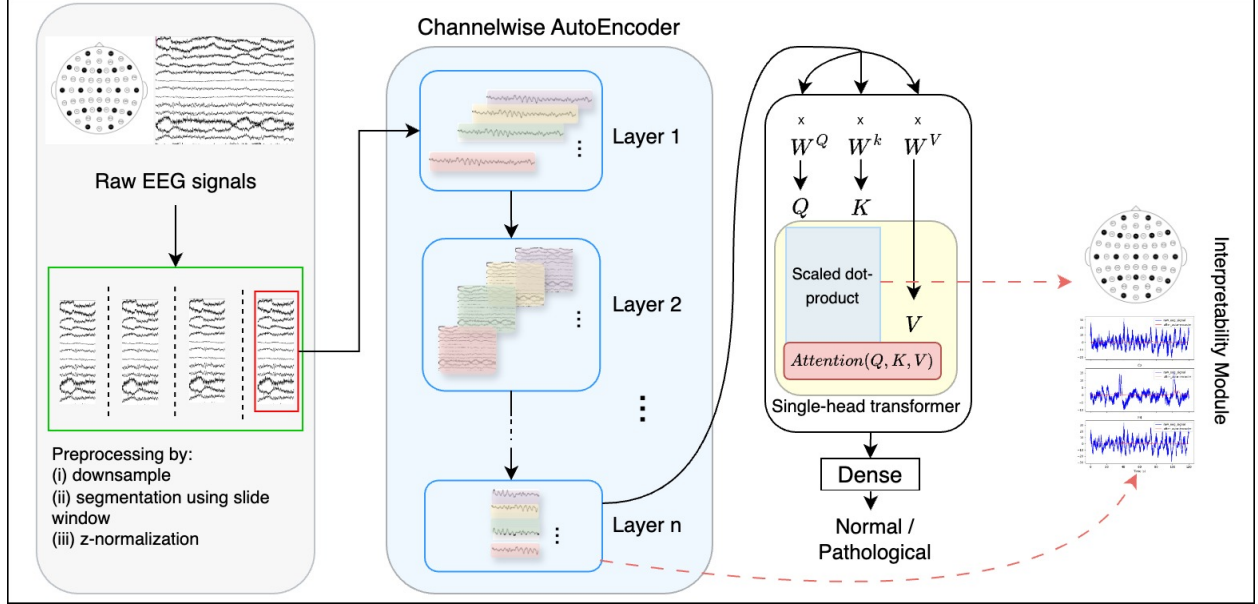 Raw EEG signals
Preprocessing by:
(i) downsample
(ii) segmentation using slide
window
(iii) z-normalization
Channelwise AutoEncoder
Layer 1
⋮
Layer 2
⋮
⋮
Layer n
⋮
x x x
W^Q W^k W^V
Q K
Scaled dot-
product
V
Attention(Q, K, V)
Single-head transformer
Dense
Normal /
Pathological
Interpretability Module